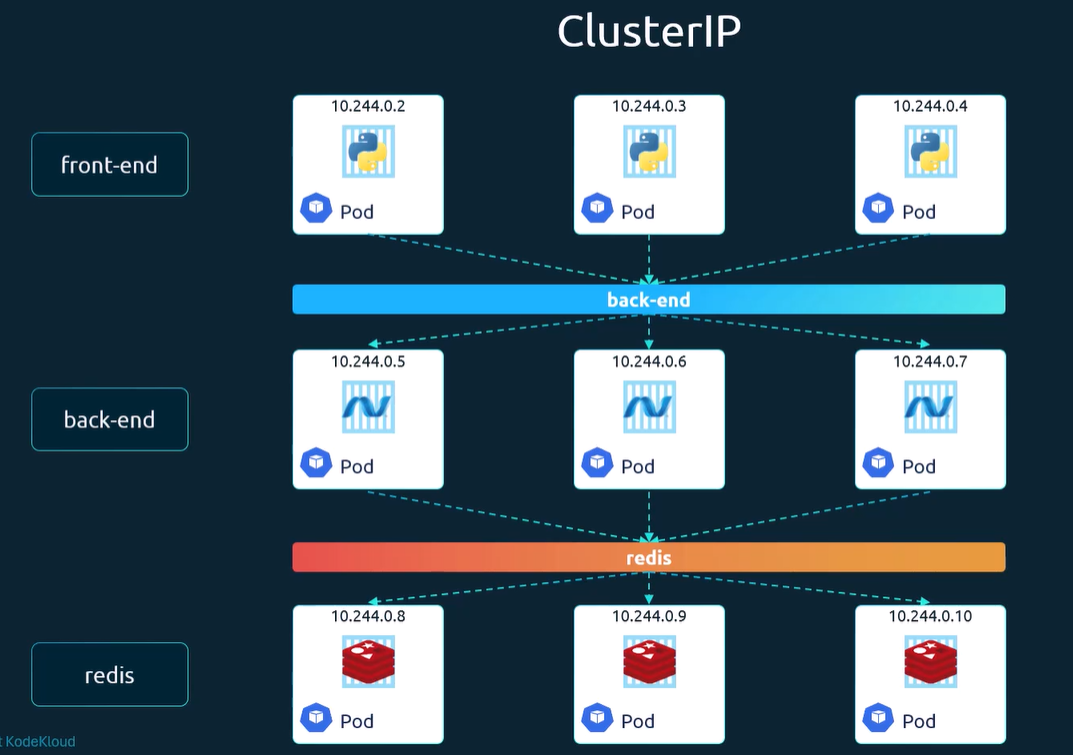 ClusterIP
front-end
10.244.0.2
Pod
10.244.0.3
Pod
10.244.0.4
Pod
back-end
back-end
10.244.0.5
Pod
10.244.0.6
Pod
10.244.0.7
Pod
redis
redis
10.244.0.8
Pod
10.244.0.9
Pod
10.244.0.10
Pod
t KodeKloud